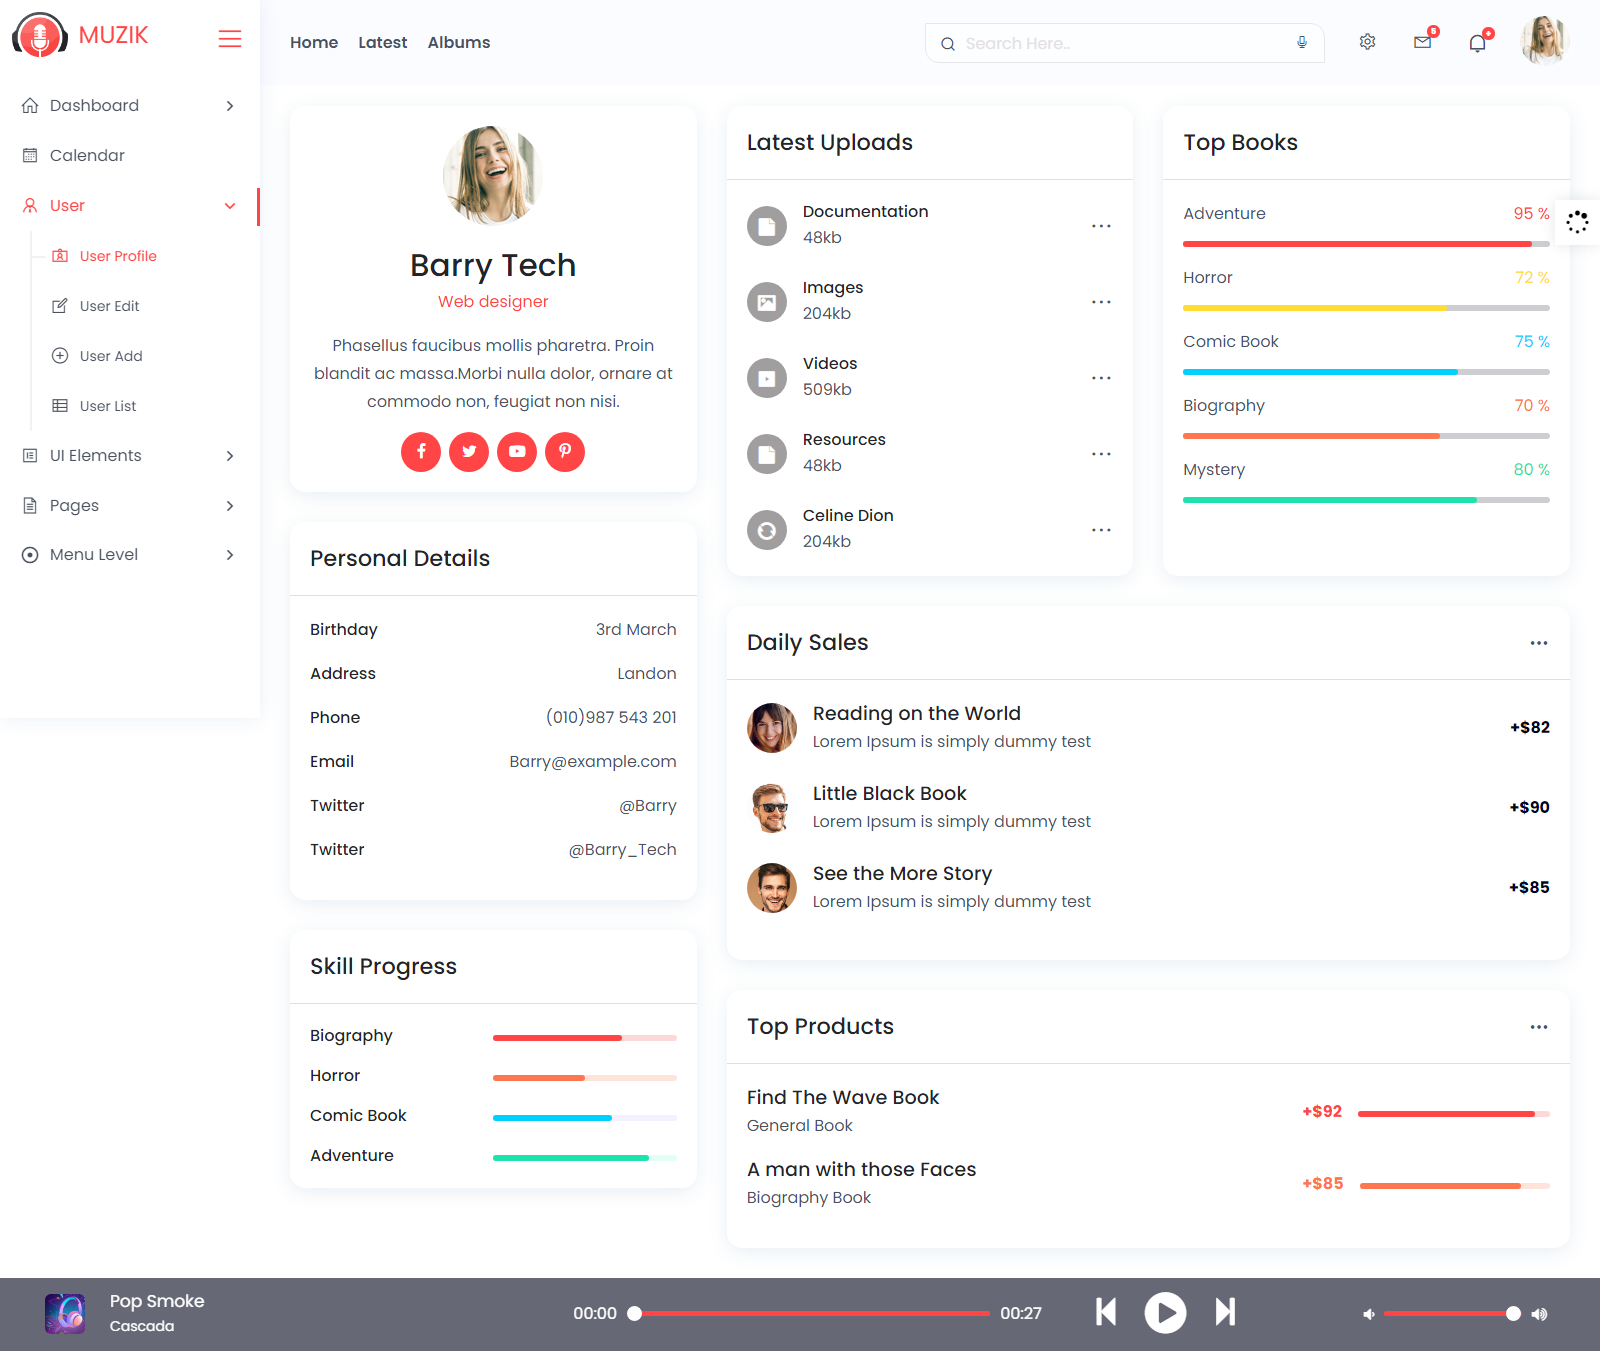 MUZIK
Home Latest Albums
Search Here..
5
Dashboard
Calendar
User
User Profile
User Edit
User Add
User List
UI Elements
Pages
Menu Level
Barry Tech
Web designer
Phasellus faucibus mollis pharetra. Proin
blandit ac massa.Morbi nulla dolor, ornare at
commodo non, feugiat non nisi.
Personal Details
Birthday 3rd March
Address Landon
Phone (010)987 543 201
Email Barry@example.com
Twitter @Barry
Twitter @Barry_Tech
Skill Progress
Biography
Horror
Comic Book
Adventure
Latest Uploads
Documentation
48kb
Images
204kb
Videos
509kb
Resources
48kb
Celine Dion
204kb
Top Books
Adventure 95 %
Horror 72 %
Comic Book 75 %
Biography 70 %
Mystery 80 %
Daily Sales
Reading on the World
Lorem Ipsum is simply dummy test
+$82
Little Black Book
Lorem Ipsum is simply dummy test
+$90
See the More Story
Lorem Ipsum is simply dummy test
+$85
Top Products
Find The Wave Book
General Book
+$92
A man with those Faces
Biography Book
+$85
Pop Smoke
Cascada
00:00 00:27